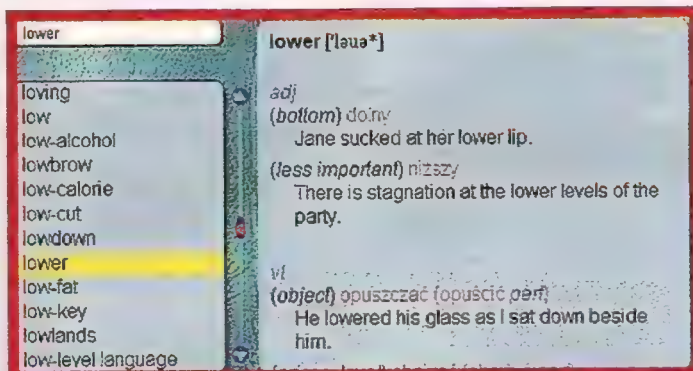 lower
loving
low
low-alcohol
lowbrow
low-calorie
low-cut
lowdown
lower
low-fat
low-key
lowlands
low-level language
lower ['ləuə*]
adj
(bottom) dolny
Jane sucked at her lower lip.
(less important) niższy
There is stagnation at the lower levels of the
party.
vt
(object) opuszczać (opuścić perf)
He lowered his glass as I sat down beside
him.